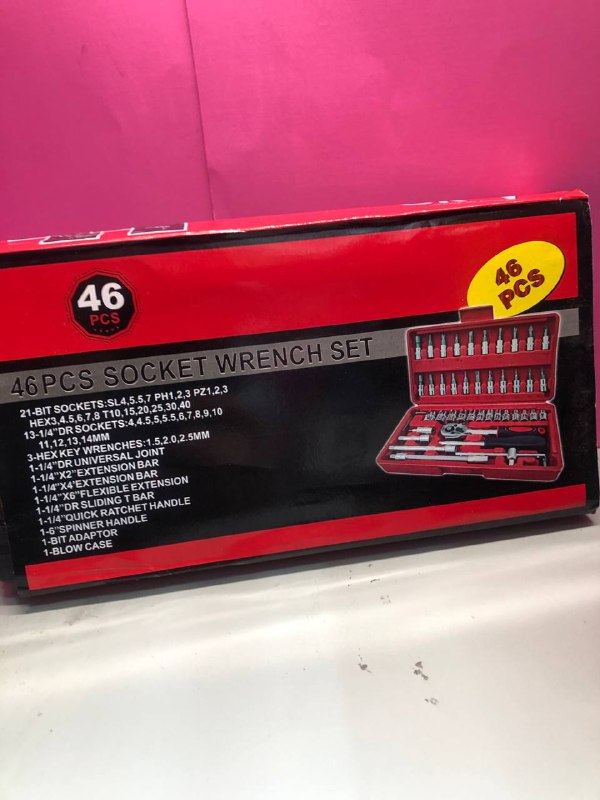 46
PCS
46
PCS
46PCS SOCKET WRENCH SET
21-BIT SOCKETS:SL4,5.5,7 PH1,2,3 PZ1,2,3
HEX3,4,5,6,7,8 T10,15,20,25,30,40
13-1/4"DR SOCKETS:4,4.5,5,5.5,6,7,8,9,10
11,12,13,14MM
3-HEX KEY WRENCHES:1.5,2.0,2.5MM
1-1/4"DR UNIVERSAL JOINT
1-1/4"X2"EXTENSION BAR
1-1/4"X4"EXTENSION BAR
1-1/4"X6"FLEXIBLE EXTENSION
1-1/4"DR SLIDING T BAR
1-1/4"QUICK RATCHET HANDLE
1-6"SPINNER HANDLE
1-BIT ADAPTOR
1-BLOW CASE